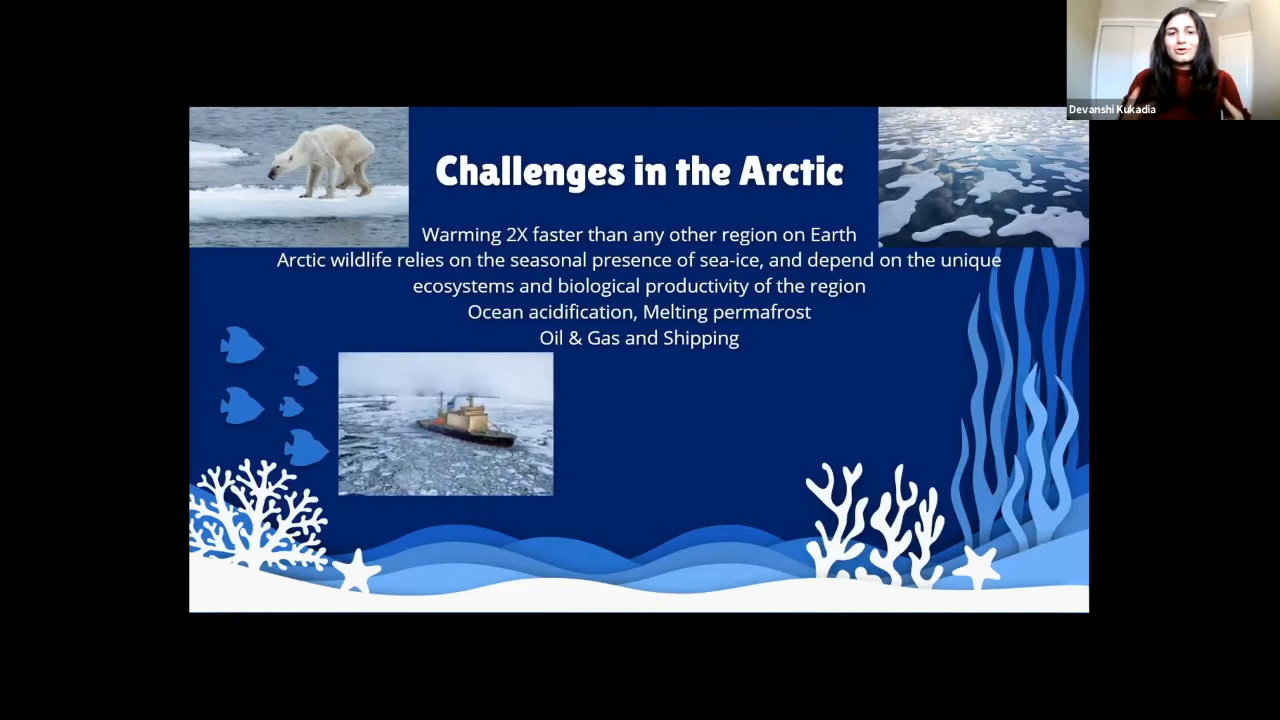 Devanshi Kukadia
Challenges in the Arctic
Warming 2X faster than any other region on Earth
Arctic wildlife relies on the seasonal presence of sea-ice, and depend on the unique
ecosystems and biological productivity of the region
Ocean acidification, Melting permafrost
Oil & Gas and Shipping